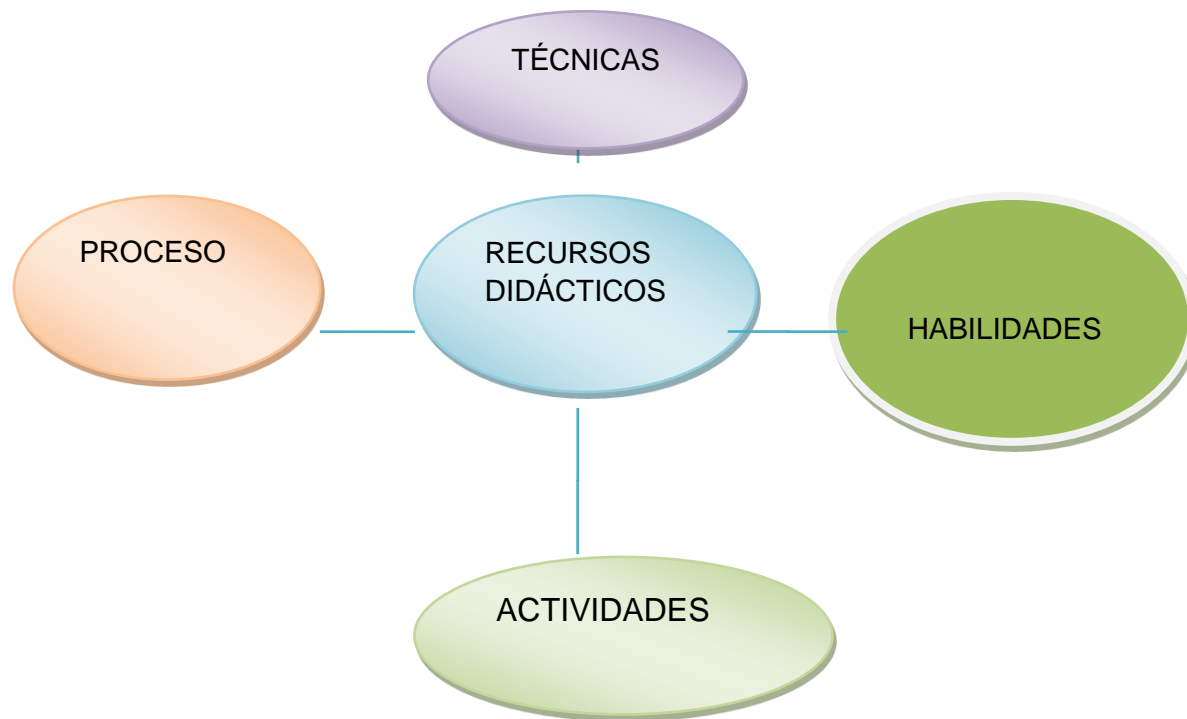 TÉCNICAS
PROCESO
RECURSOS
DIDÁCTICOS
HABILIDADES
ACTIVIDADES